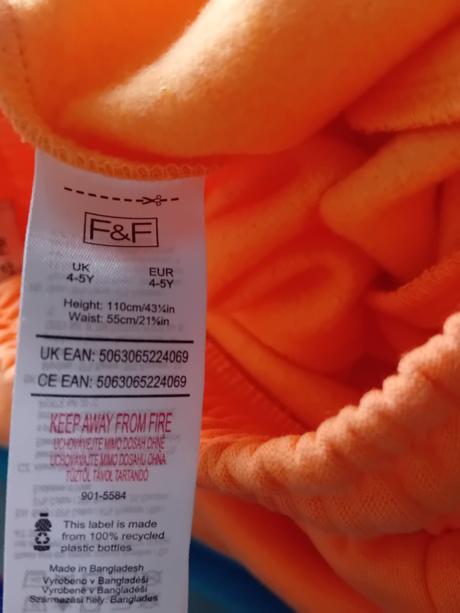 F&F
UK EUR
4-5Y 4-5Y
Height: 110cm/43¼in
Waist: 55cm/21⅝in
UK EAN: 5063065224069
CE EAN: 5063065224069
KEEP AWAY FROM FIRE
UCHOVÁVEJTE MIMO DOSAH OHNĚ
UCHOVÁVAJTE MIMO DOSAHU OHŇA
TŰZTŐL TÁVOL TARTANDÓ
901-5584
This label is made
from 100% recycled
plastic bottles
Made in Bangladesh
Vyrobeno v Bangladéši
Vyrobené v Bangladéši
Származási hely: Banglades